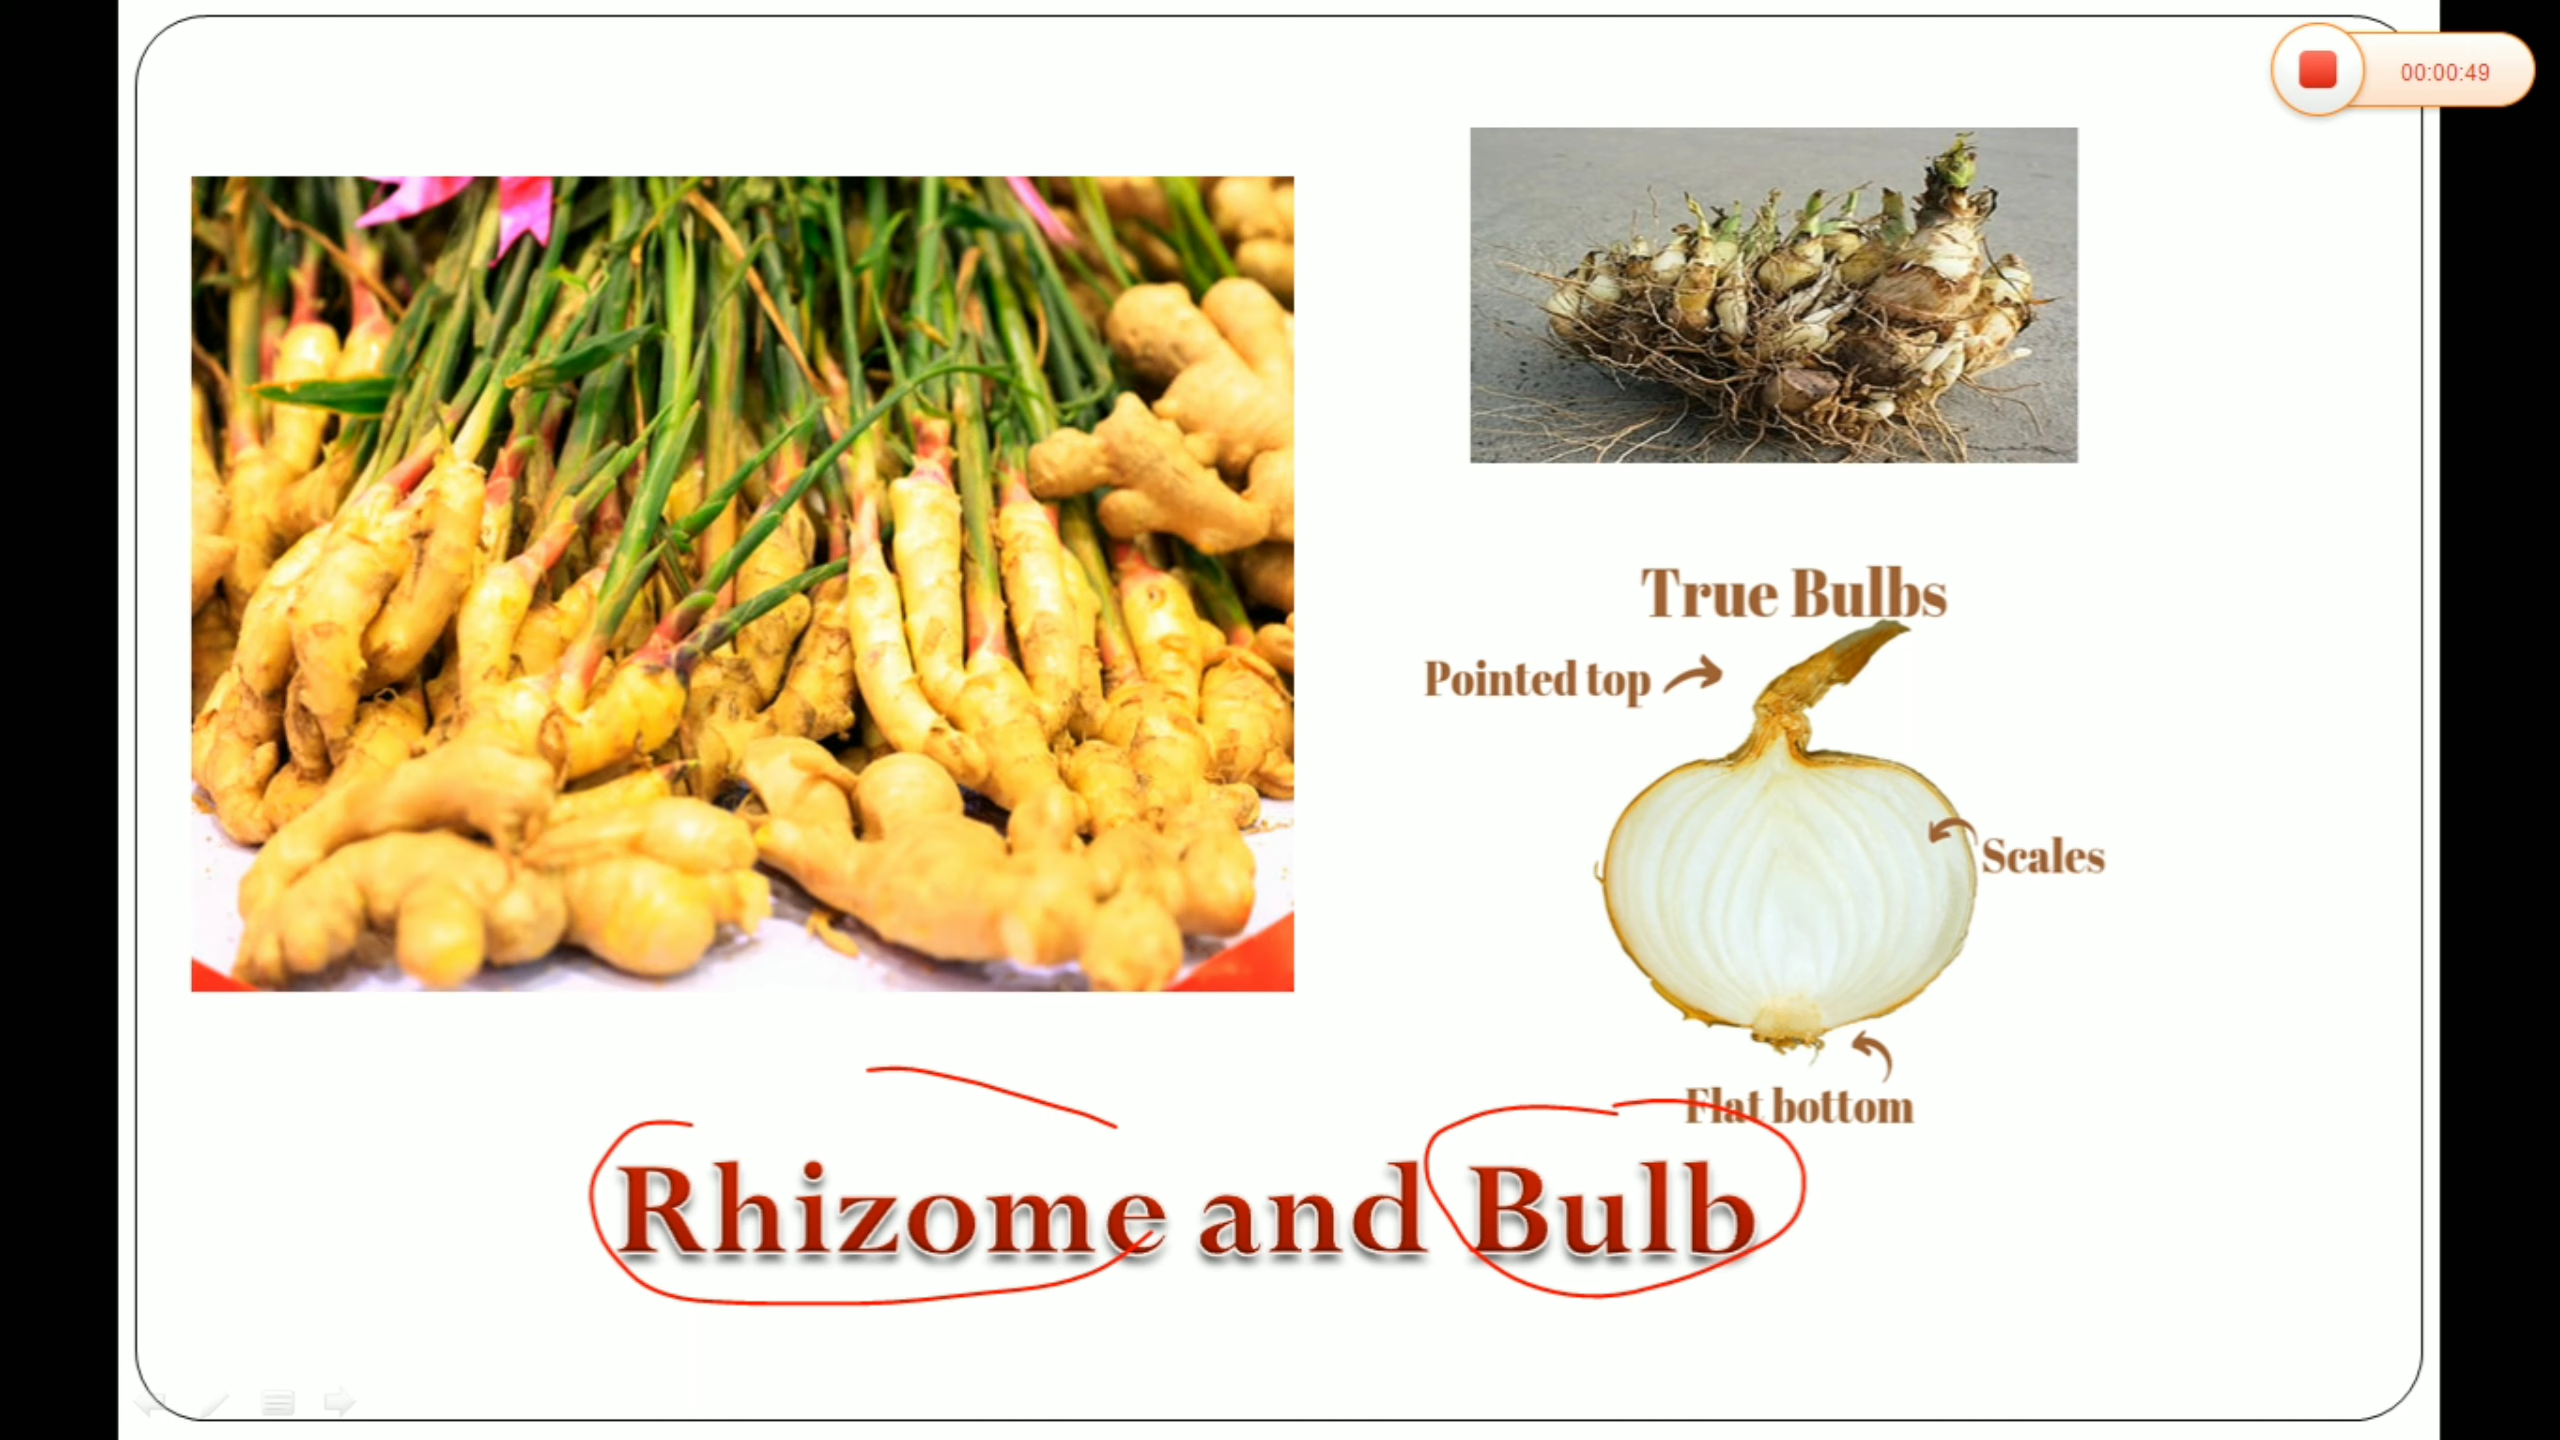 00:00:49
True Bulbs
Pointed top
Scales
Flat bottom
Rhizome and Bulb